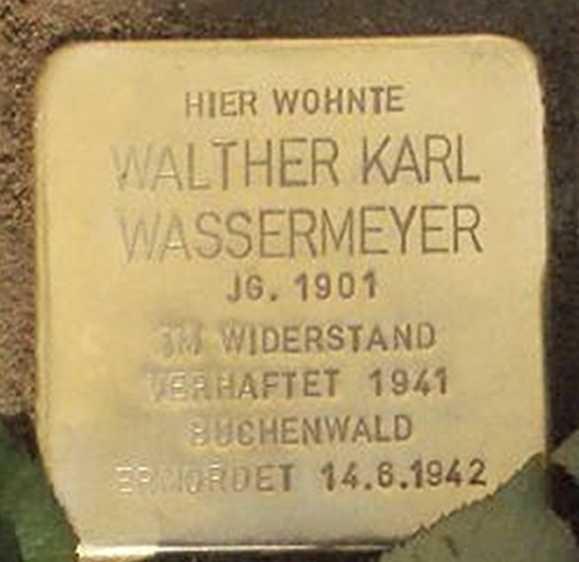 HIER WOHNTE
WALTHER KARL
WASSERMEYER
JG. 1901
IM WIDERSTAND
VERHAFTET 1941
BUCHENWALD
ERMORDET 14.6.1942